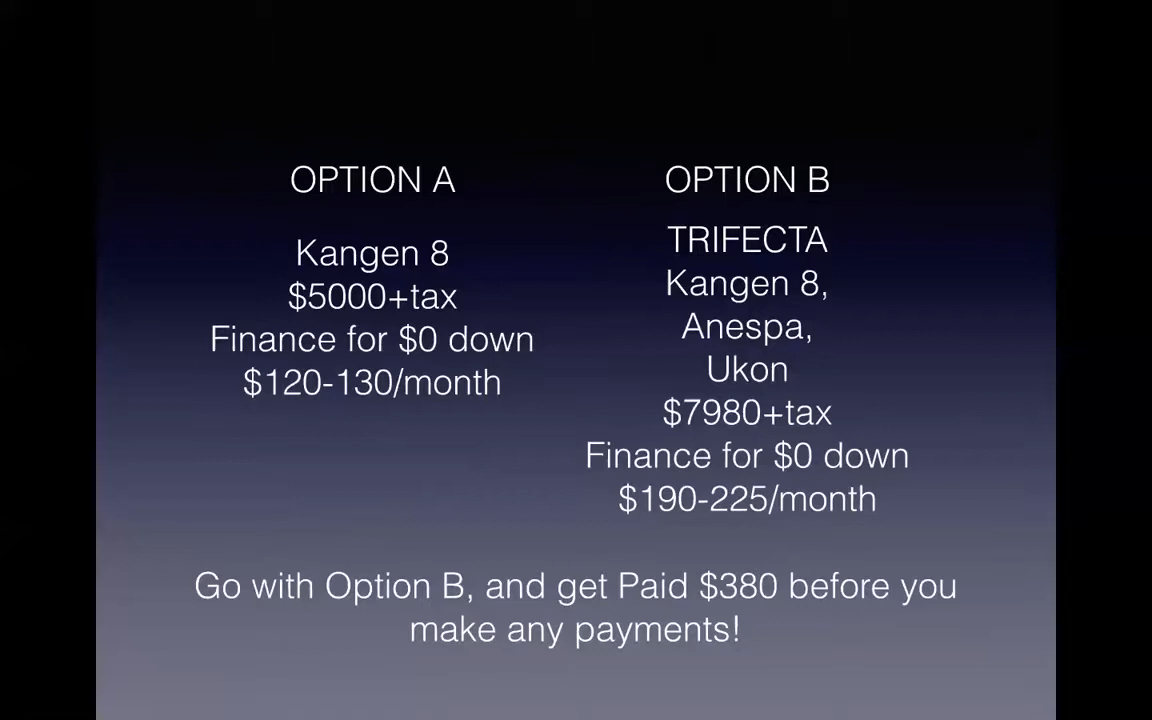 OPTION A
Kangen 8
$5000+tax
Finance for $0 down
$120-130/month
OPTION B
TRIFECTA
Kangen 8,
Anespa,
Ukon
$7980+tax
Finance for $0 down
$190-225/month
Go with Option B, and get Paid $380 before you
make any payments!